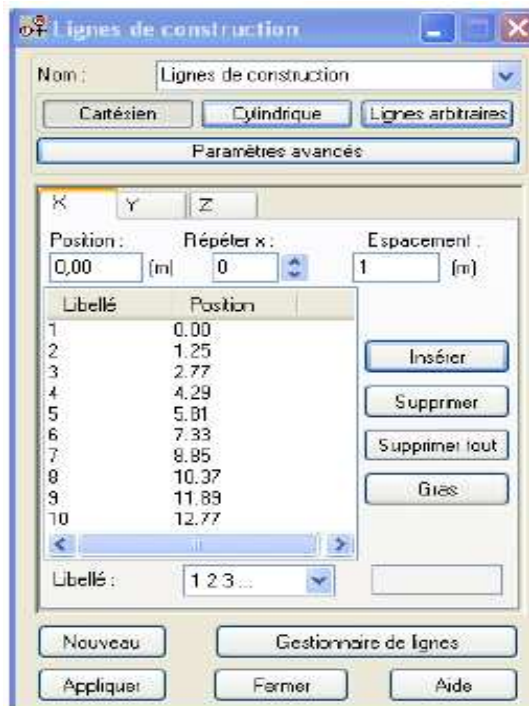 Lignes de construction
Nom : Lignes de construction
Cartésien Cylindrique Lignes arbitraires
Paramètres avancés
X Y Z
Position : Répéter x : Espacement :
0,00 (m) 0 1 (m)
Libellé Position
1 0.00
2 1.25
3 2.77
4 4.29
5 5.81
6 7.33
7 8.85
8 10.37
9 11.89
10 12.77
Insérer
Supprimer
Supprimer tout
Gras
Libellé : 1 2 3 ...
Nouveau Gestionnaire de lignes
Appliquer Fermer Aide